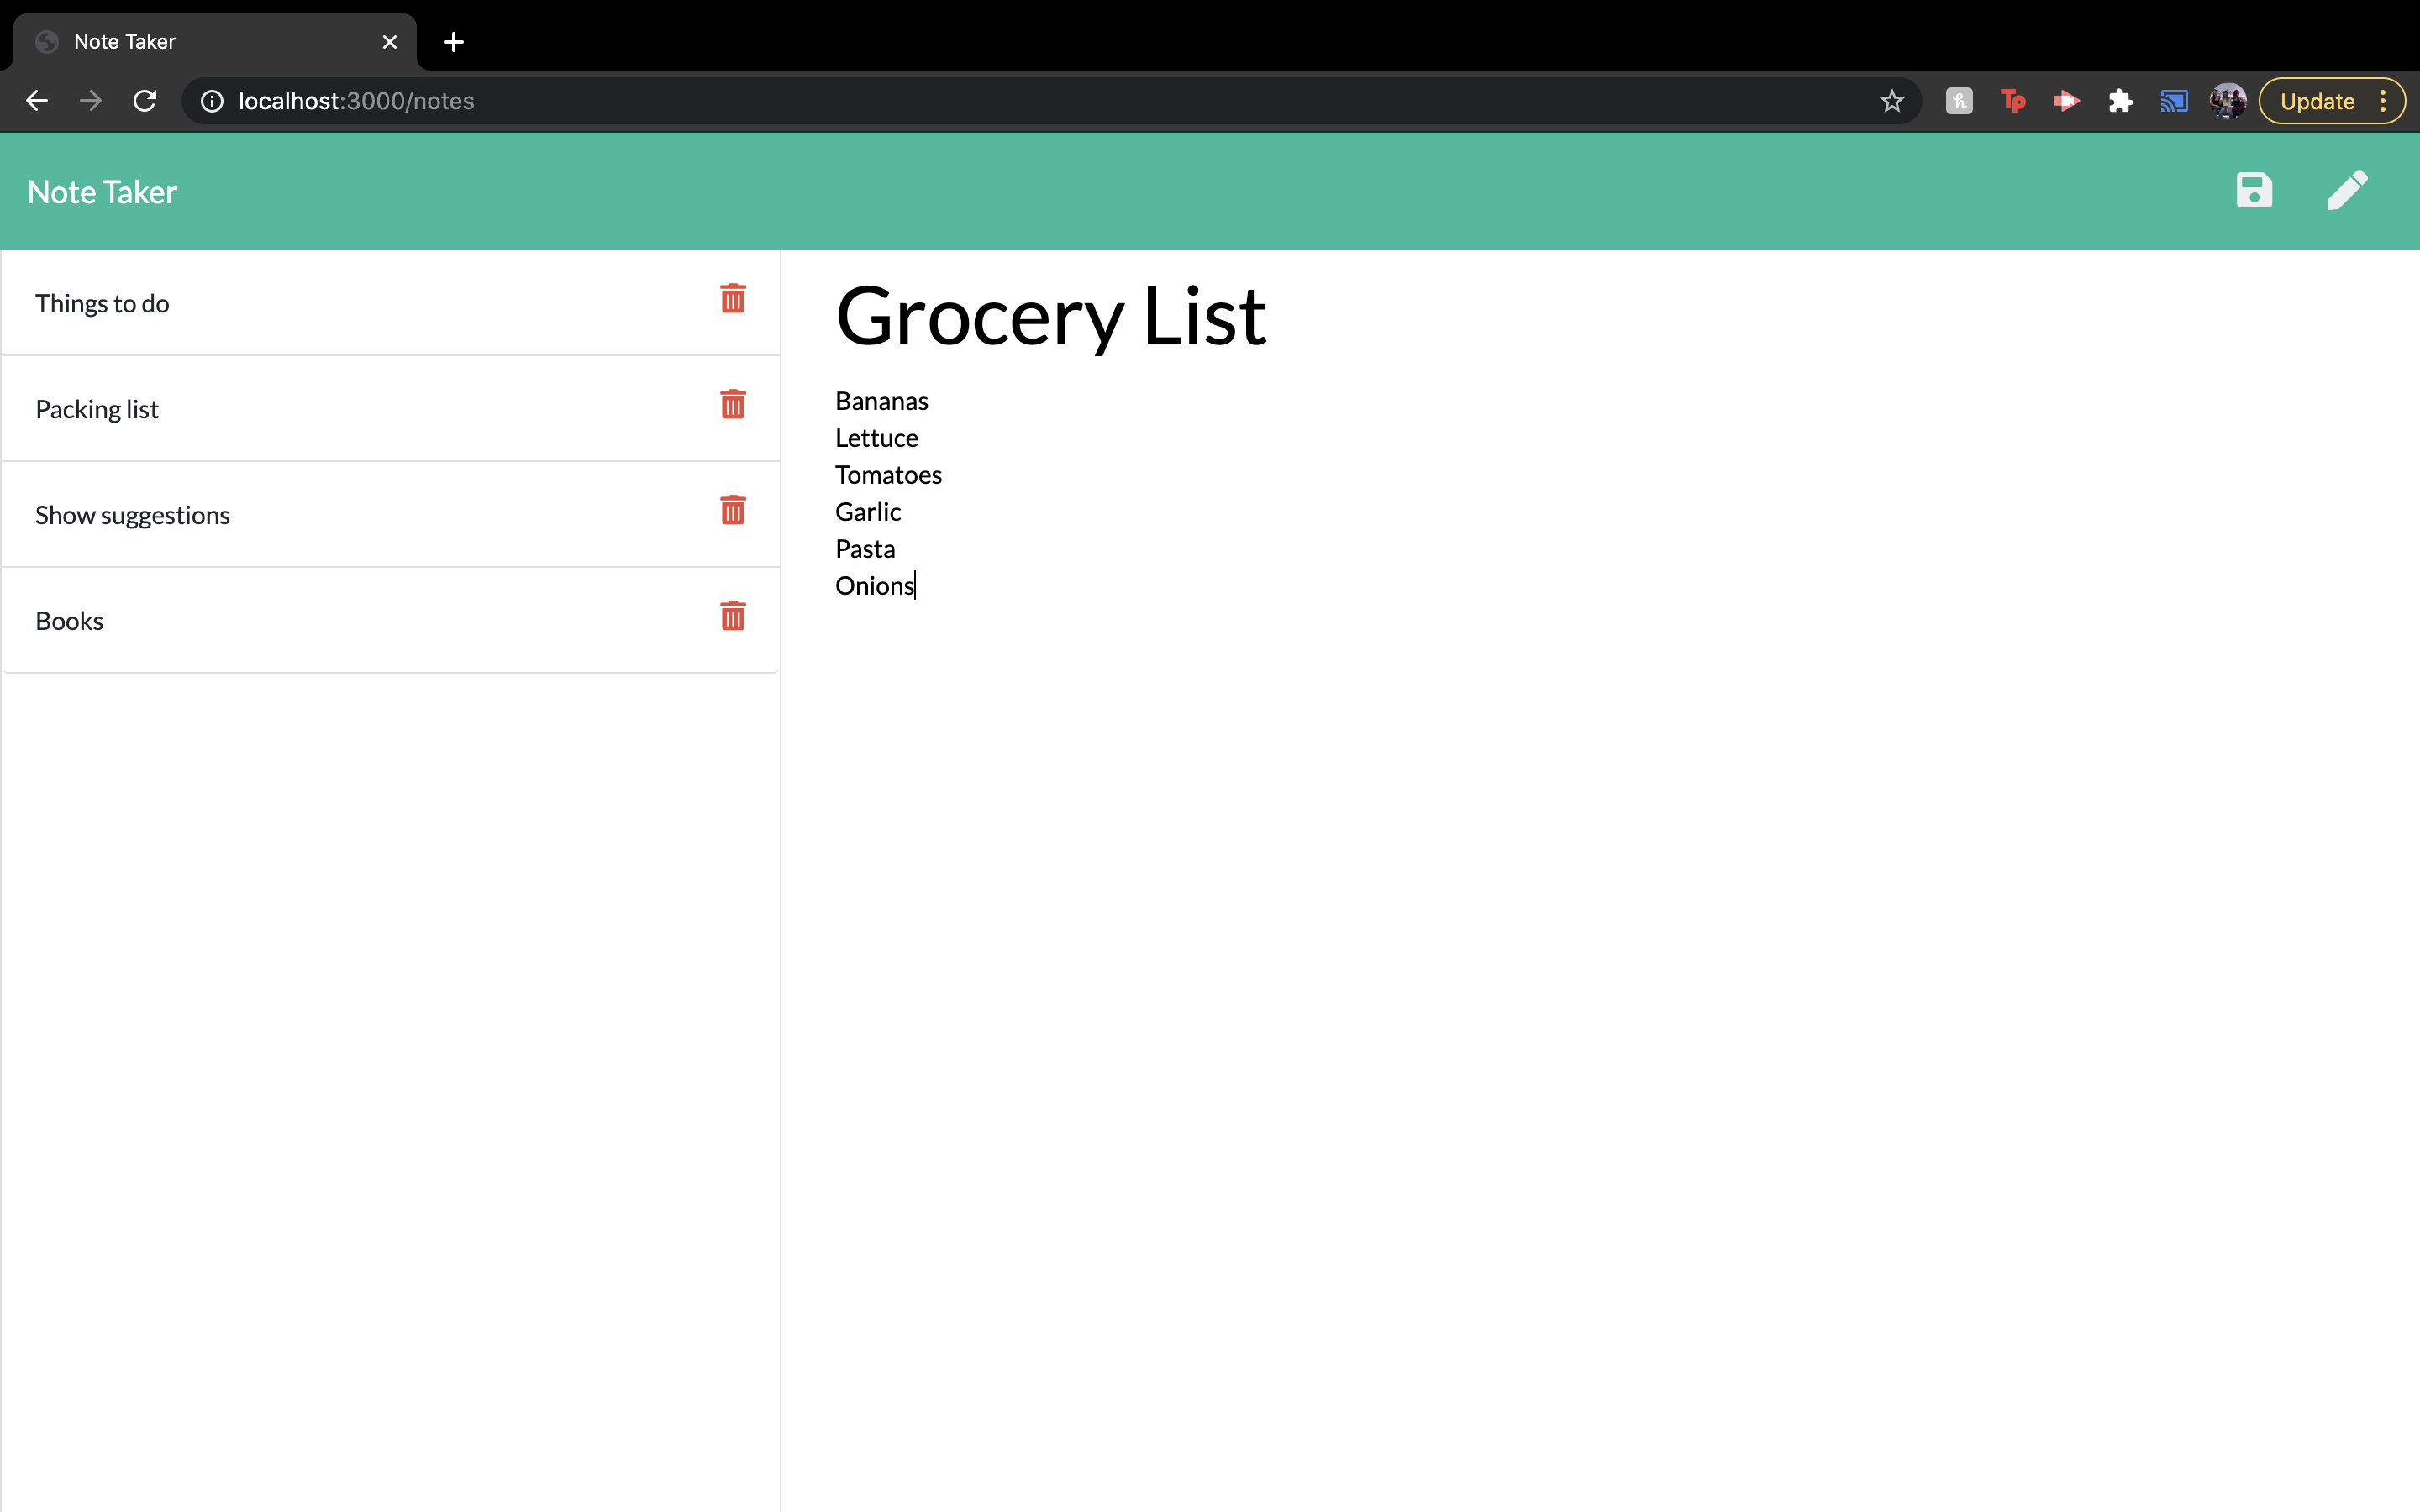 Note Taker
localhost:3000/notes
Tp
Update
Note Taker
Things to do
Packing list
Show suggestions
Books
Grocery List
Bananas
Lettuce
Tomatoes
Garlic
Pasta
Onions